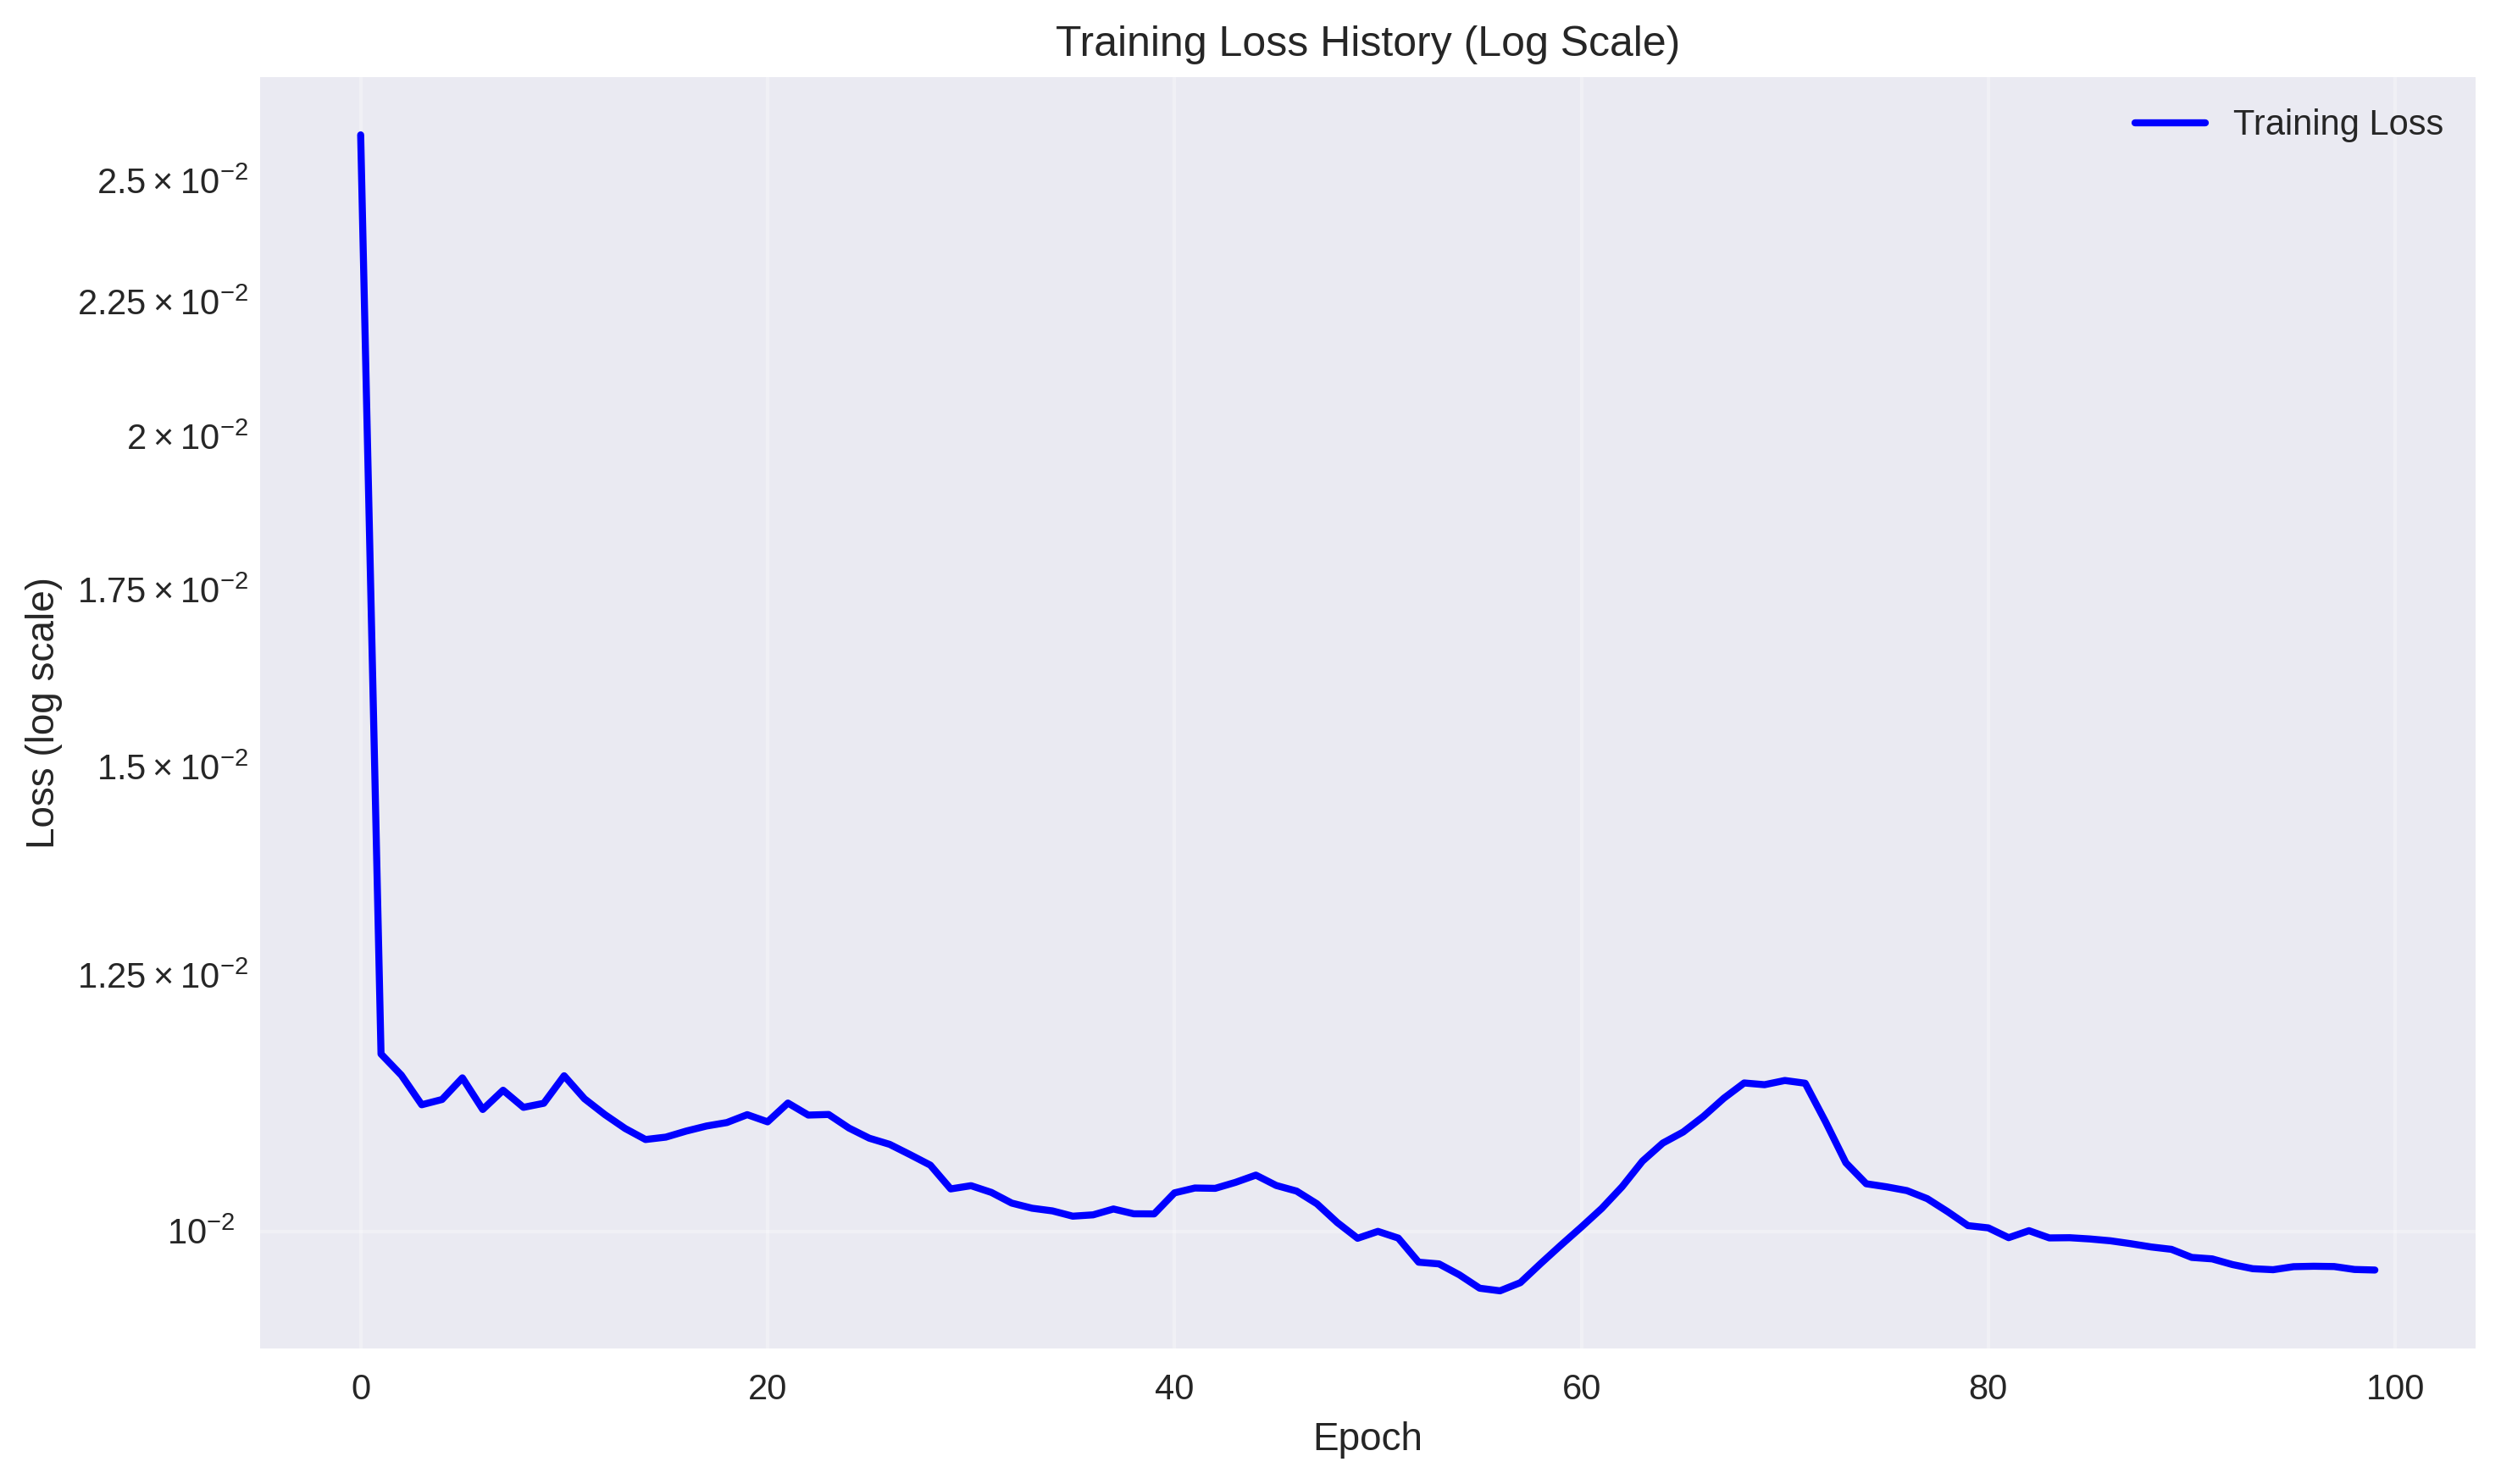 Training Loss History (Log Scale)
Training Loss
2.5 × 10⁻²
2.25 × 10⁻²
2 × 10⁻²
1.75 × 10⁻²
1.5 × 10⁻²
1.25 × 10⁻²
10⁻²
Loss (log scale)
0 20 40 60 80 100
Epoch